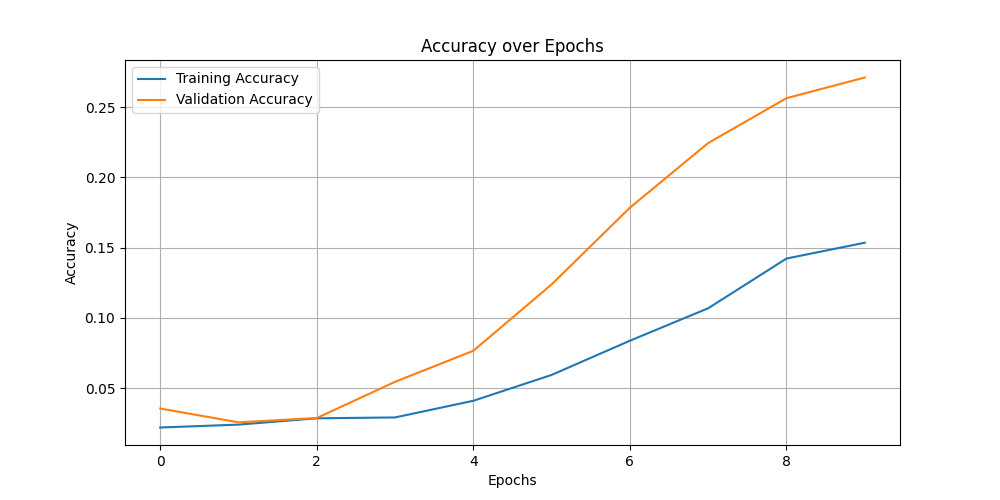 Accuracy over Epochs
Training Accuracy
Validation Accuracy
0.25
0.20
0.15
0.10
0.05
Accuracy
0 2 4 6 8
Epochs